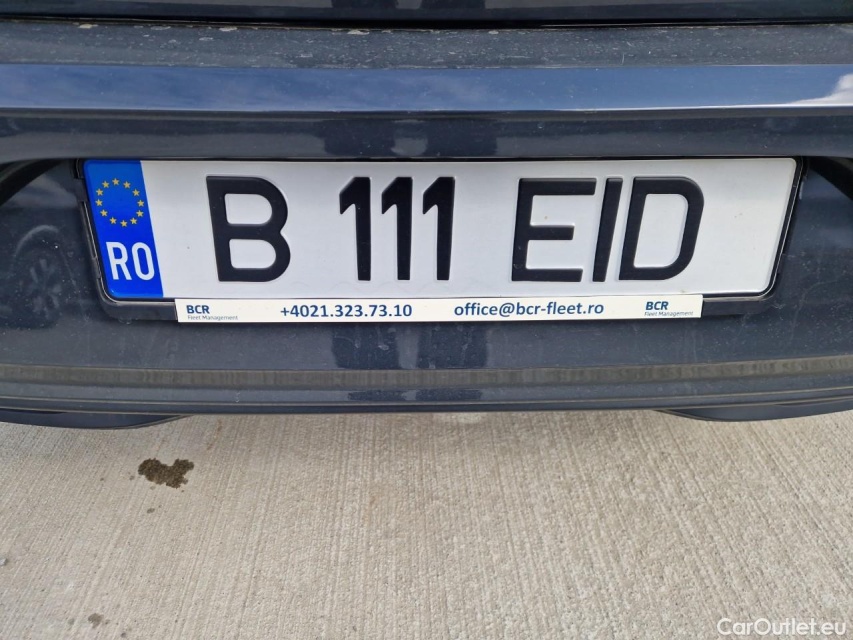 RO B 111 EID
BCR +4021.323.73.10 office@bcr-fleet.ro BCR
Fleet Management Fleet Management
CarOutlet.eu